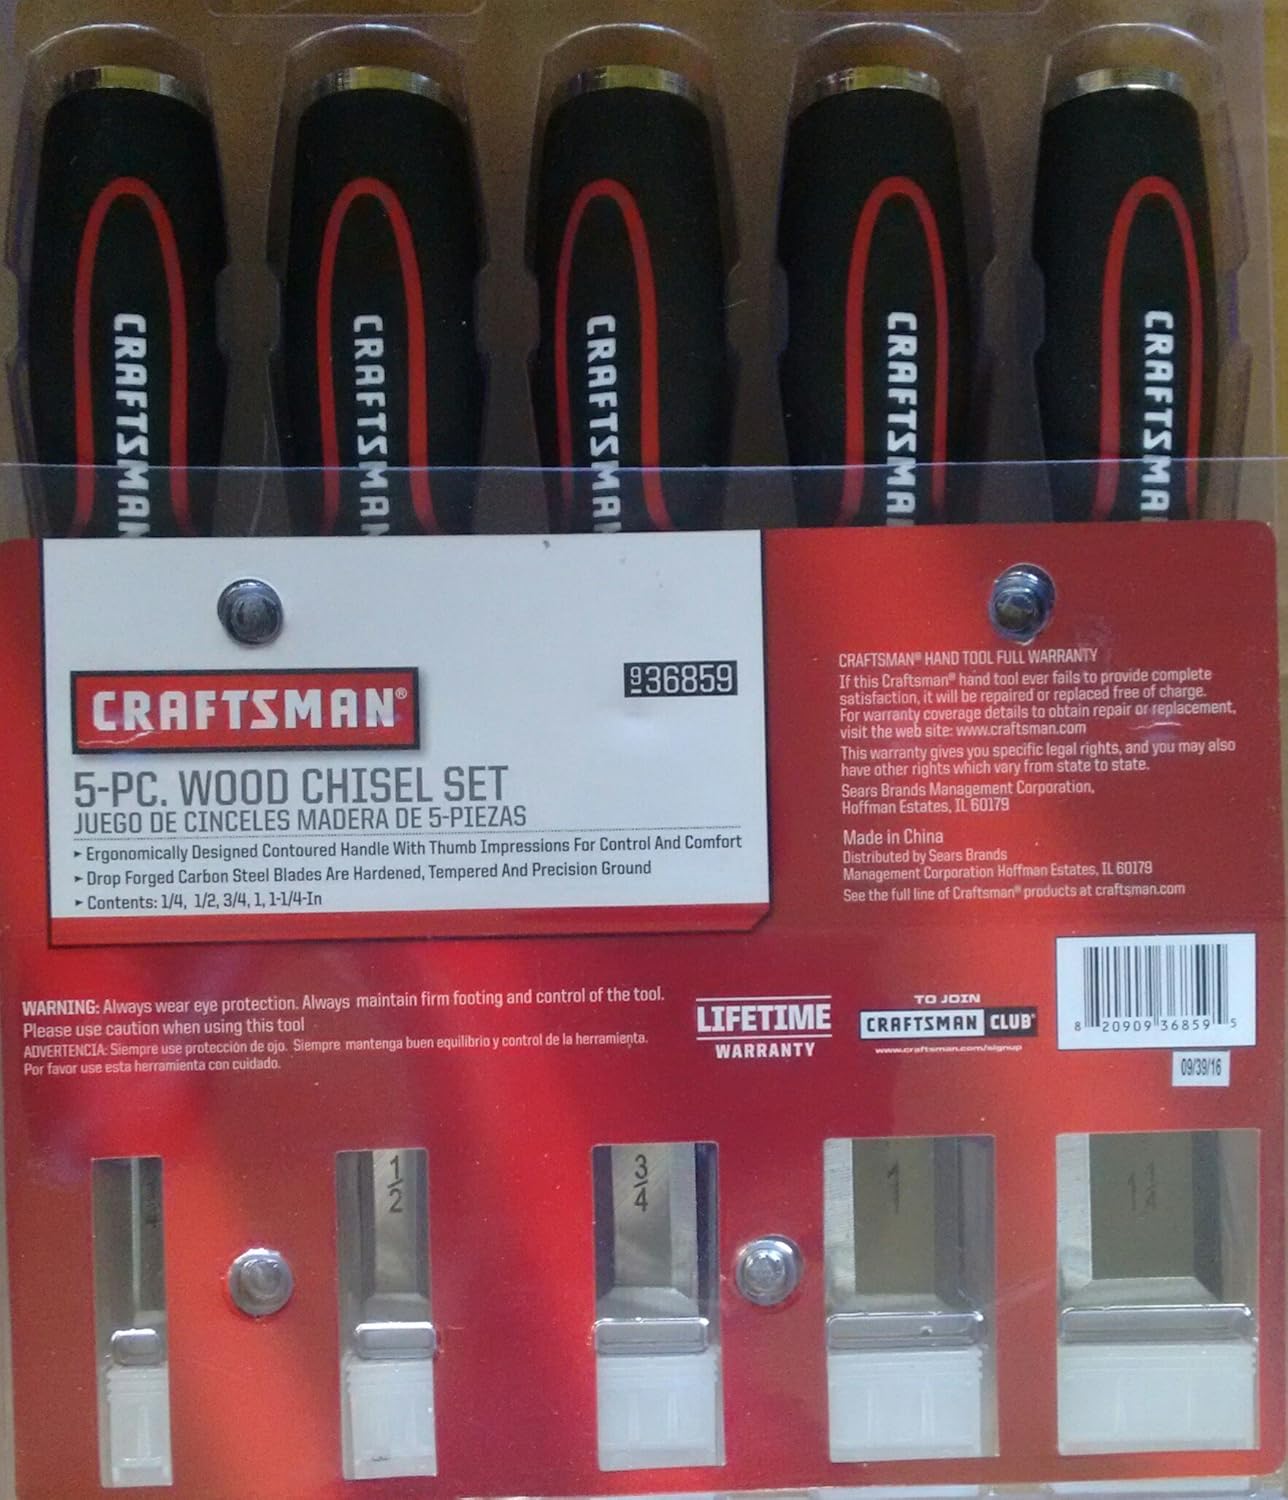 CRAFTSMAN
CRAFTSMAN
CRAFTSMA
CRAFTSMA
CRAFTSMA
CRAFTSMAN®
936859
5-PC. WOOD CHISEL SET
JUEGO DE CINCELES MADERA DE 5-PIEZAS
▸ Ergonomically Designed Contoured Handle With Thumb Impressions For Control And Comfort
▸ Drop Forged Carbon Steel Blades Are Hardened, Tempered And Precision Ground
▸ Contents: 1/4, 1/2, 3/4, 1, 1-1/4-In
CRAFTSMAN® HAND TOOL FULL WARRANTY
If this Craftsman® hand tool ever fails to provide complete
satisfaction, it will be repaired or replaced free of charge.
For warranty coverage details to obtain repair or replacement,
visit the web site: www.craftsman.com
This warranty gives you specific legal rights, and you may also
have other rights which vary from state to state.
Sears Brands Management Corporation,
Hoffman Estates, IL 60179
Made in China
Distributed by Sears Brands
Management Corporation Hoffman Estates, IL 60179
See the full line of Craftsman® products at craftsman.com
WARNING: Always wear eye protection. Always maintain firm footing and control of the tool.
Please use caution when using this tool
ADVERTENCIA: Siempre use protección de ojo. Siempre mantenga buen equilibrio y control de la herramienta.
Por favor use esta herramienta con cuidado.
LIFETIME
WARRANTY
TO JOIN
CRAFTSMAN CLUB®
www.craftsman.com/signup
8 20909 36859 5
09/39/16
1/2
3/4
1
1 1/4